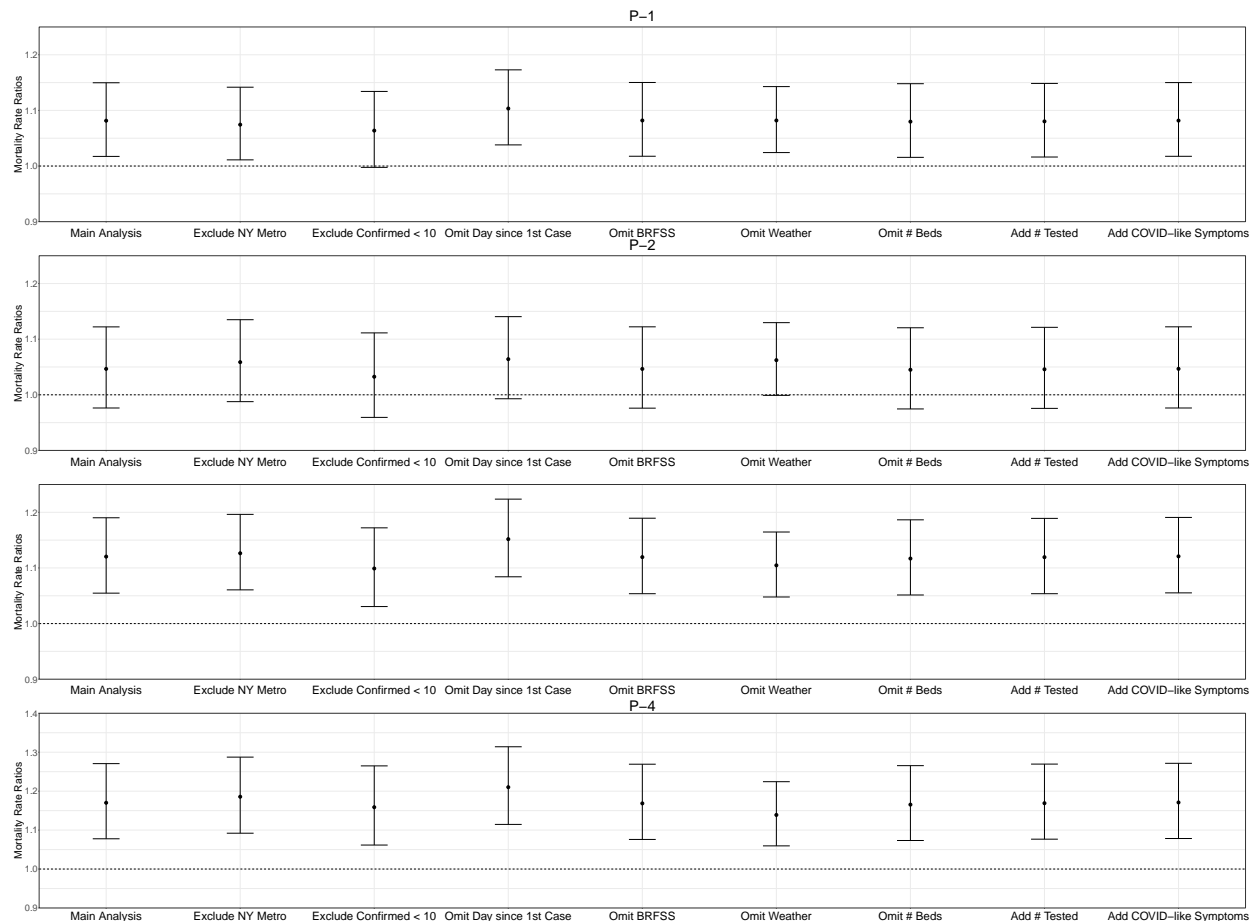 P−1
Mortality Rate Ratios
1.2
1.1
1.0
0.9
Main Analysis Exclude NY Metro Exclude Confirmed < 10 Omit Day since 1st Case Omit BRFSS Omit Weather Omit # Beds Add # Tested Add COVID−like Symptoms
P−2
Mortality Rate Ratios
1.2
1.1
1.0
0.9
Main Analysis Exclude NY Metro Exclude Confirmed < 10 Omit Day since 1st Case Omit BRFSS Omit Weather Omit # Beds Add # Tested Add COVID−like Symptoms
Mortality Rate Ratios
1.2
1.1
1.0
0.9
Main Analysis Exclude NY Metro Exclude Confirmed < 10 Omit Day since 1st Case Omit BRFSS Omit Weather Omit # Beds Add # Tested Add COVID−like Symptoms
P−4
Mortality Rate Ratios
1.4
1.3
1.2
1.1
1.0
0.9
Main Analysis Exclude NY Metro Exclude Confirmed < 10 Omit Day since 1st Case Omit BRFSS Omit Weather Omit # Beds Add # Tested Add COVID−like Symptoms